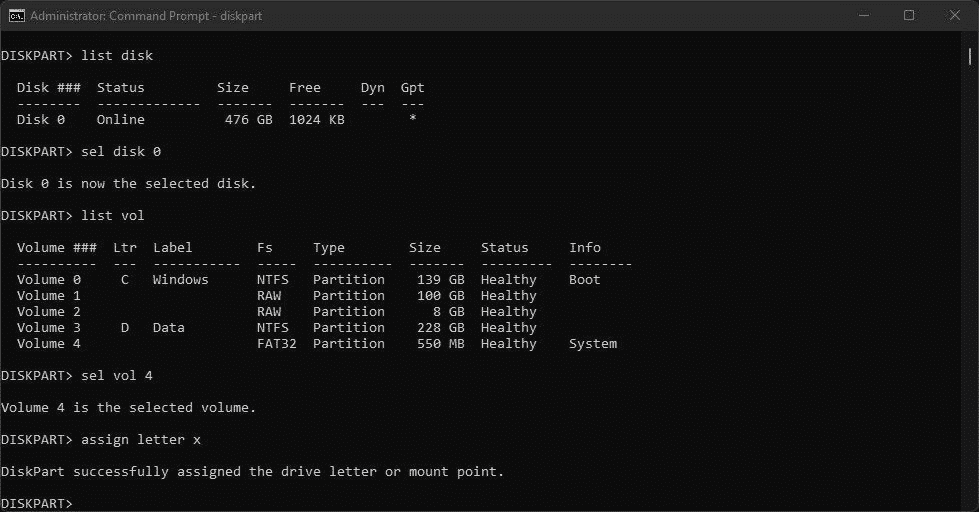 Administrator: Command Prompt - diskpart
DISKPART> list disk
  Disk ###  Status         Size     Free     Dyn  Gpt
  --------  -------------  -------  -------  ---  ---
  Disk 0    Online          476 GB  1024 KB        *
DISKPART> sel disk 0
Disk 0 is now the selected disk.
DISKPART> list vol
  Volume ###  Ltr  Label        Fs     Type        Size     Status     Info
  ----------  ---  -----------  -----  ----------  -------  ---------  --------
  Volume 0     C   Windows      NTFS   Partition    139 GB  Healthy    Boot
  Volume 1                      RAW    Partition    100 GB  Healthy
  Volume 2                      RAW    Partition      8 GB  Healthy
  Volume 3     D   Data         NTFS   Partition    228 GB  Healthy
  Volume 4                      FAT32  Partition    550 MB  Healthy    System
DISKPART> sel vol 4
Volume 4 is the selected volume.
DISKPART> assign letter x
DiskPart successfully assigned the drive letter or mount point.
DISKPART>